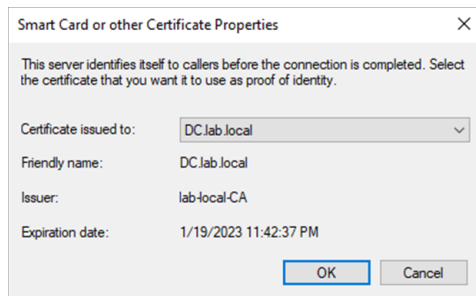 Smart Card or other Certificate Properties
This server identifies itself to callers before the connection is completed. Select
the certificate that you want it to use as proof of identity.
Certificate issued to: DC.lab.local
Friendly name: DC.lab.local
Issuer: lab-local-CA
Expiration date: 1/19/2023 11:42:37 PM
OK Cancel